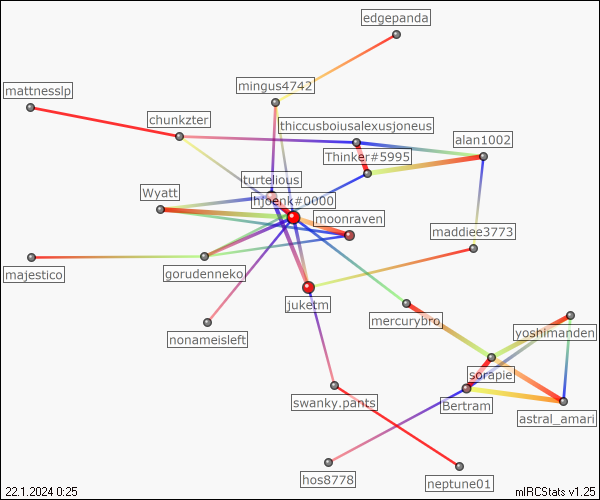 edgepanda
mingus4742
mattnesslp
chunkzter
thiccusboiusalexusjoneus
alan1002
Thinker#5995
turtelious
Wyatt
hjoenk#0000
moonraven
maddiee3773
majestico
gorudenneko
juketm
mercurybro
nonameisleft
yoshimanden
sorapie
swanky.pants
Bertram
astral_amari
hos8778
neptune01
22.1.2024 0:25
mIRCStats v1.25